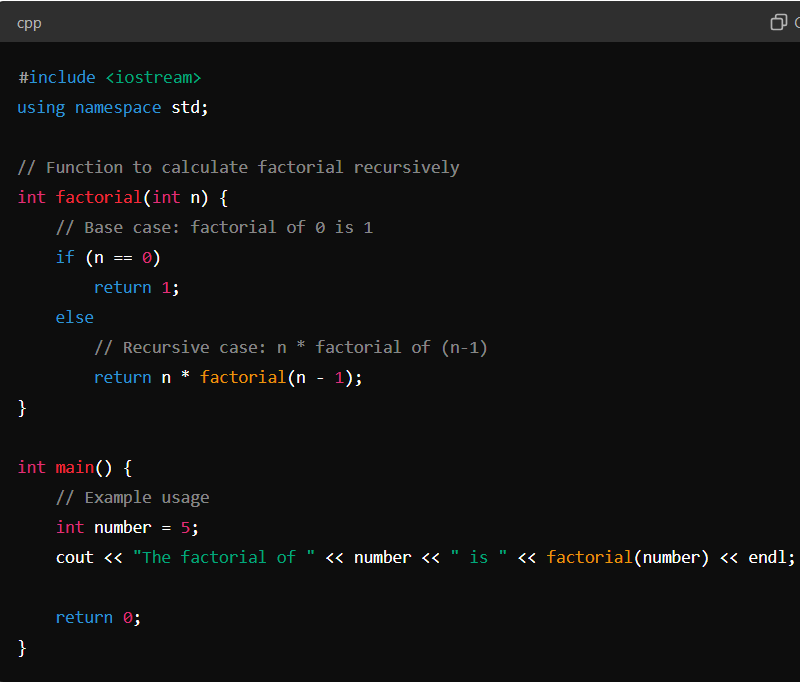 cpp
#include <iostream>
using namespace std;
// Function to calculate factorial recursively
int factorial(int n) {
    // Base case: factorial of 0 is 1
    if (n == 0)
        return 1;
    else
        // Recursive case: n * factorial of (n-1)
        return n * factorial(n - 1);
}
int main() {
    // Example usage
    int number = 5;
    cout << "The factorial of " << number << " is " << factorial(number) << endl;
    return 0;
}